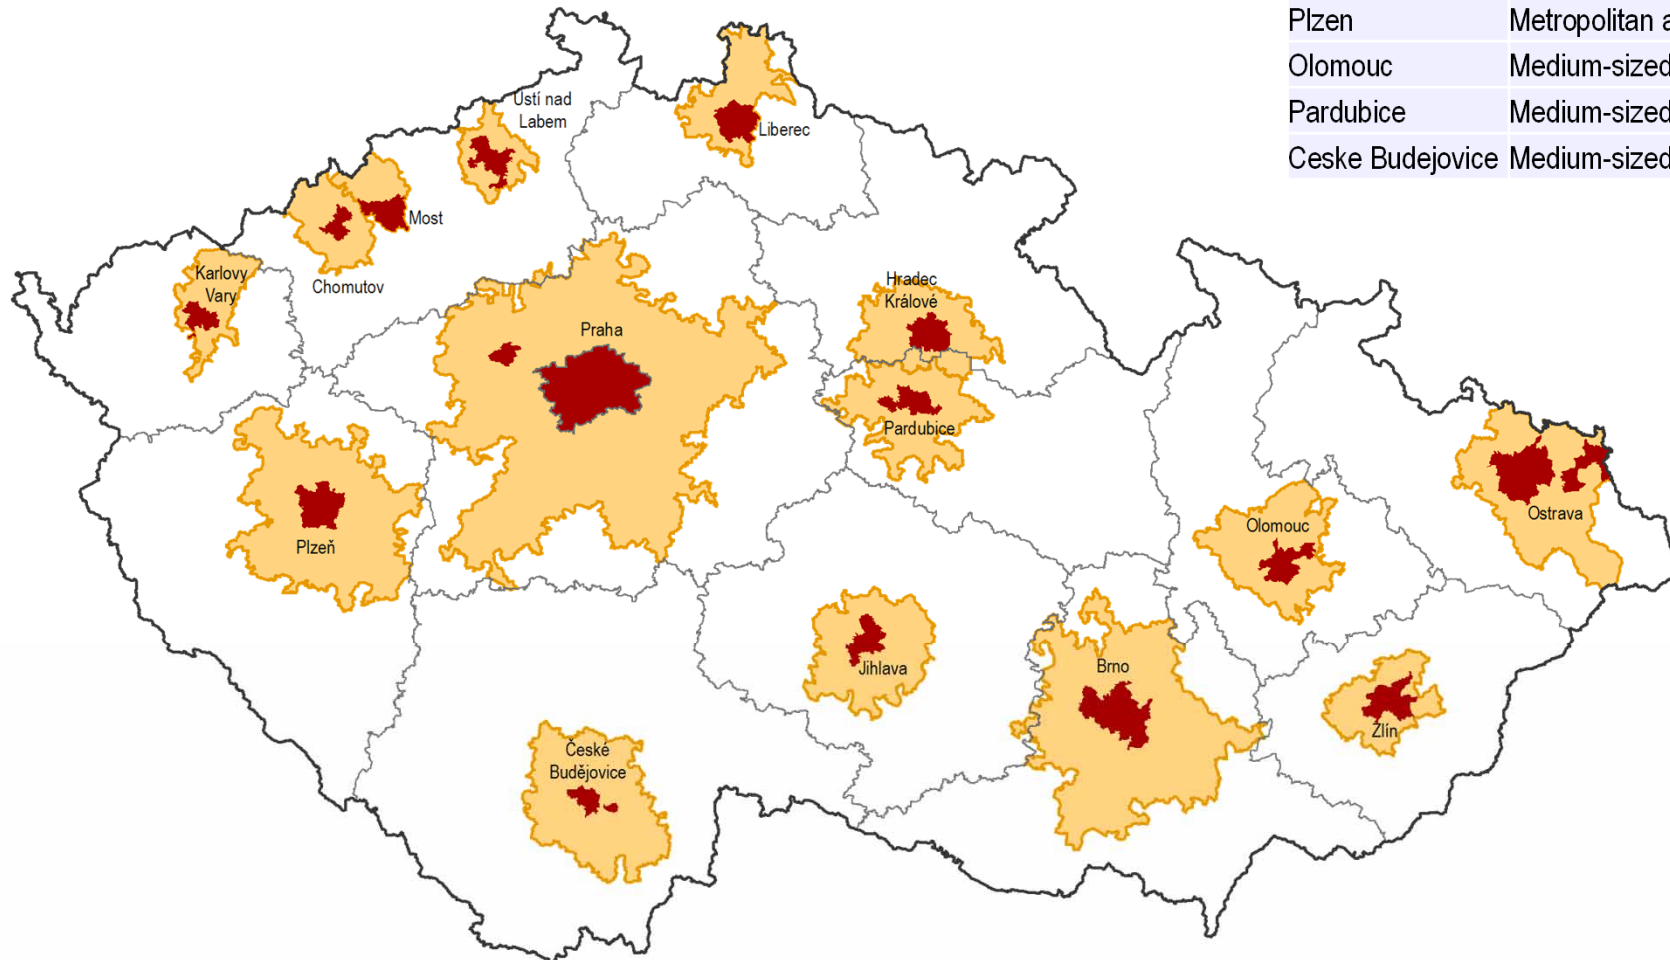 Plzen Metropolitan a
Olomouc Medium-sized
Pardubice Medium-sized
Ceske Budejovice Medium-sized
Ústí nad
Labem
Liberec
Most
Karlovy
Vary
Chomutov
Hradec
Králové
Praha
Pardubice
Plzeň
Olomouc
Ostrava
Jihlava
Brno
Zlín
České
Budějovice